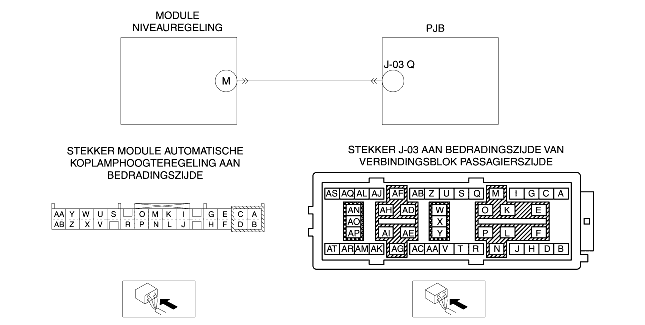 MODULE
NIVEAUREGELING
PJB
M
J-03 Q
STEKKER MODULE AUTOMATISCHE
KOPLAMPHOOGTEREGELING AAN
BEDRADINGSZIJDE
STEKKER J-03 AAN BEDRADINGSZIJDE VAN
VERBINDINGSBLOK PASSAGIERSZIJDE
AA Y W U S O M K I G E C A
AB Z X V R P N L J H F D B
AS AQ AL AJ AF AB Z U S Q M I G C A
AN AH AD W O K E
AO X
AP AI AE Y P L F
AT AR AM AK AG AC AA V T R N J H D B